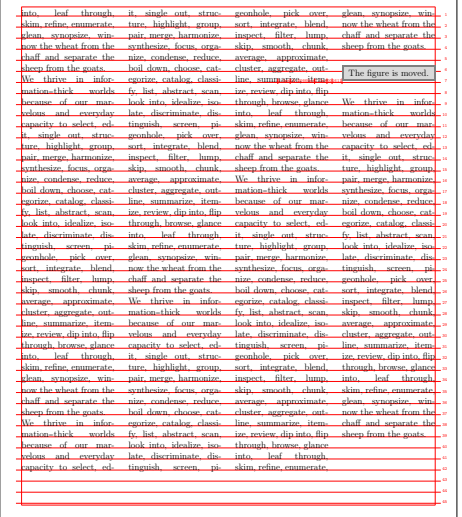 into, leaf through,
skim, refine, enumerate,
glean, synopsize, win-
now the wheat from the
chaff and separate the
sheep from the goats.
We thrive in infor-
mation-thick worlds
because of our mar-
velous and everyday
capacity to select, ed-
it, single out, struc-
ture, highlight, group,
pair, merge, harmonize,
synthesize, focus, orga-
nize, condense, reduce,
boil down, choose, cat-
egorize, catalog, classi-
fy, list, abstract, scan,
look into, idealize, iso-
late, discriminate, dis-
tinguish, screen, pi-
geonhole, pick over,
sort, integrate, blend,
inspect, filter, lump,
skip, smooth, chunk,
average, approximate,
cluster, aggregate, out-
line, summarize, item-
ize, review, dip into, flip
through, browse, glance
into, leaf through,
skim, refine, enumerate,
glean, synopsize, win-
now the wheat from the
chaff and separate the
sheep from the goats.
We thrive in infor-
mation-thick worlds
because of our mar-
velous and everyday
capacity to select, ed-
it, single out, struc-
ture, highlight, group,
pair, merge, harmonize,
synthesize, focus, orga-
nize, condense, reduce,
boil down, choose, cat-
egorize, catalog, classi-
fy, list, abstract, scan,
look into, idealize, iso-
late, discriminate, dis-
tinguish, screen, pi-
geonhole, pick over,
sort, integrate, blend,
inspect, filter, lump,
skip, smooth, chunk,
average, approximate,
cluster, aggregate, out-
line, summarize, item-
ize, review, dip into, flip
through, browse, glance
into, leaf through,
skim, refine, enumerate,
glean, synopsize, win-
now the wheat from the
chaff and separate the
sheep from the goats.
We thrive in infor-
mation-thick worlds
because of our mar-
velous and everyday
capacity to select, ed-
it, single out, struc-
ture, highlight, group,
pair, merge, harmonize,
synthesize, focus, orga-
nize, condense, reduce,
boil down, choose, cat-
egorize, catalog, classi-
fy, list, abstract, scan,
look into, idealize, iso-
late, discriminate, dis-
tinguish, screen, pi-
geonhole, pick over,
sort, integrate, blend,
inspect, filter, lump,
skip, smooth, chunk,
average, approximate,
cluster, aggregate, out-
line, summarize, item-
ize, review, dip into, flip
through, browse, glance
into, leaf through,
skim, refine, enumerate,
glean, synopsize, win-
now the wheat from the
chaff and separate the
sheep from the goats.
We thrive in infor-
mation-thick worlds
because of our mar-
velous and everyday
capacity to select, ed-
it, single out, struc-
ture, highlight, group,
pair, merge, harmonize,
synthesize, focus, orga-
nize, condense, reduce,
boil down, choose, cat-
egorize, catalog, classi-
fy, list, abstract, scan,
look into, idealize, iso-
late, discriminate, dis-
tinguish, screen, pi-
geonhole, pick over,
sort, integrate, blend,
inspect, filter, lump,
skip, smooth, chunk,
average, approximate,
cluster, aggregate, out-
line, summarize, item-
ize, review, dip into, flip
through, browse, glance
into, leaf through,
skim, refine, enumerate,
glean, synopsize, win-
now the wheat from the
chaff and separate the
sheep from the goats.
The figure is moved.
We thrive in infor-
mation-thick worlds
because of our mar-
velous and everyday
capacity to select, ed-
it, single out, struc-
ture, highlight, group,
pair, merge, harmonize,
synthesize, focus, orga-
nize, condense, reduce,
boil down, choose, cat-
egorize, catalog, classi-
fy, list, abstract, scan,
look into, idealize, iso-
late, discriminate, dis-
tinguish, screen, pi-
geonhole, pick over,
sort, integrate, blend,
inspect, filter, lump,
skip, smooth, chunk,
average, approximate,
cluster, aggregate, out-
line, summarize, item-
ize, review, dip into, flip
through, browse, glance
into, leaf through,
skim, refine, enumerate,
glean, synopsize, win-
now the wheat from the
chaff and separate the
sheep from the goats.